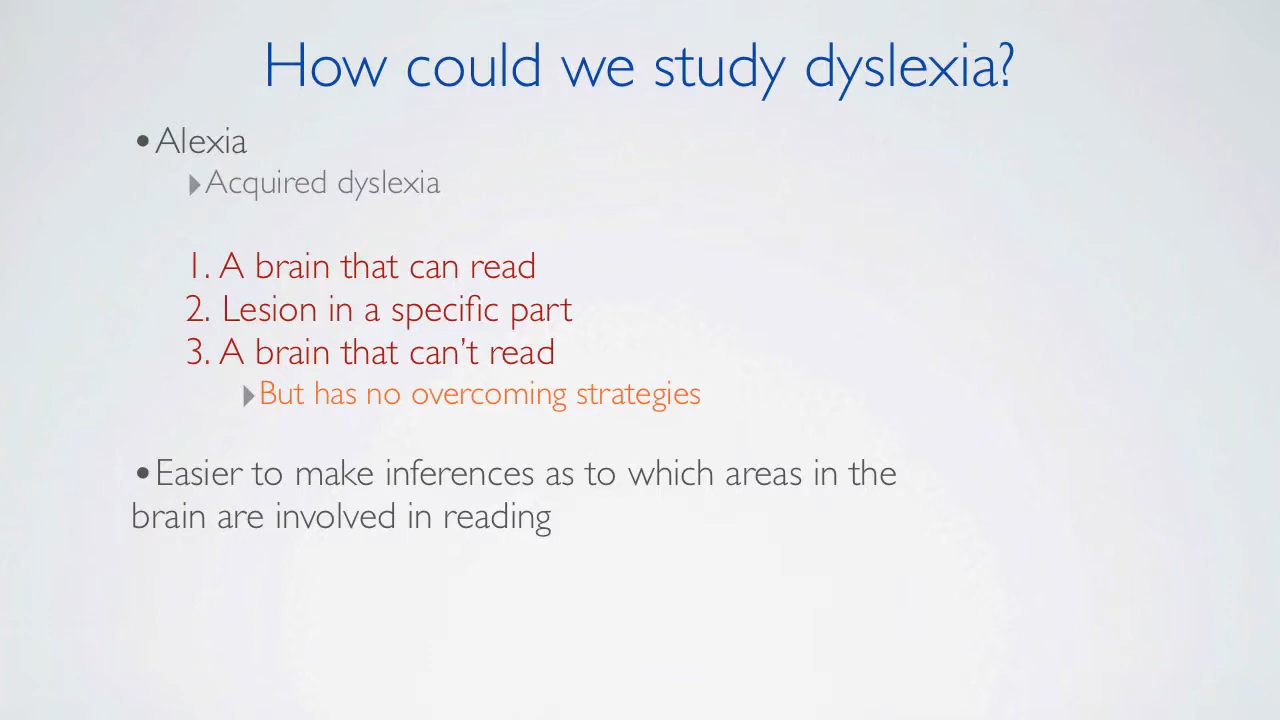 How could we study dyslexia?
•Alexia
▸Acquired dyslexia
1. A brain that can read
2. Lesion in a specific part
3. A brain that can’t read
▸But has no overcoming strategies
•Easier to make inferences as to which areas in the
brain are involved in reading